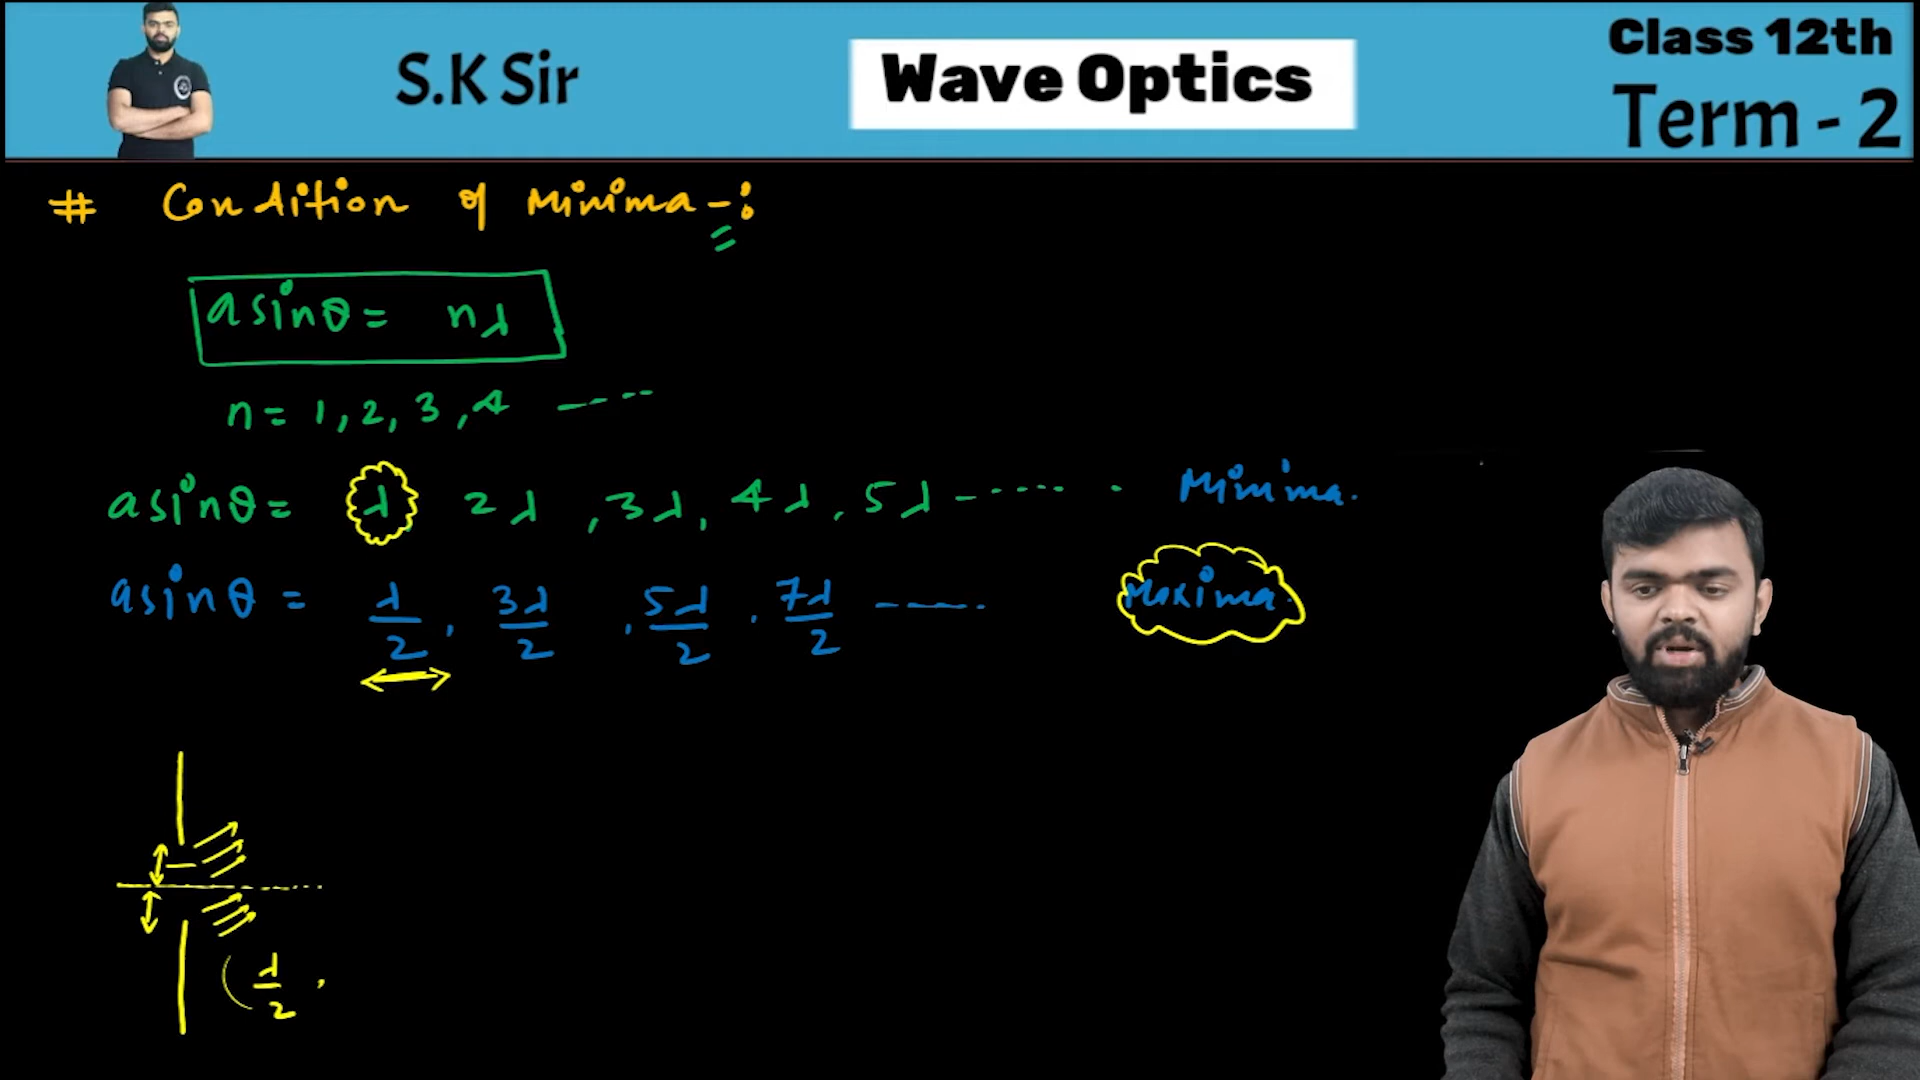 S.K Sir
Wave Optics
Class 12th
Term - 2
# Condition of Minima -:
a sinθ = nλ
n = 1, 2, 3, 4 ----
a sinθ = λ 2λ , 3λ, 4λ, 5λ ------ . Minima.
a sinθ = λ/2, 3λ/2 , 5λ/2 , 7λ/2 ----- Maxima.
( λ/2 ,